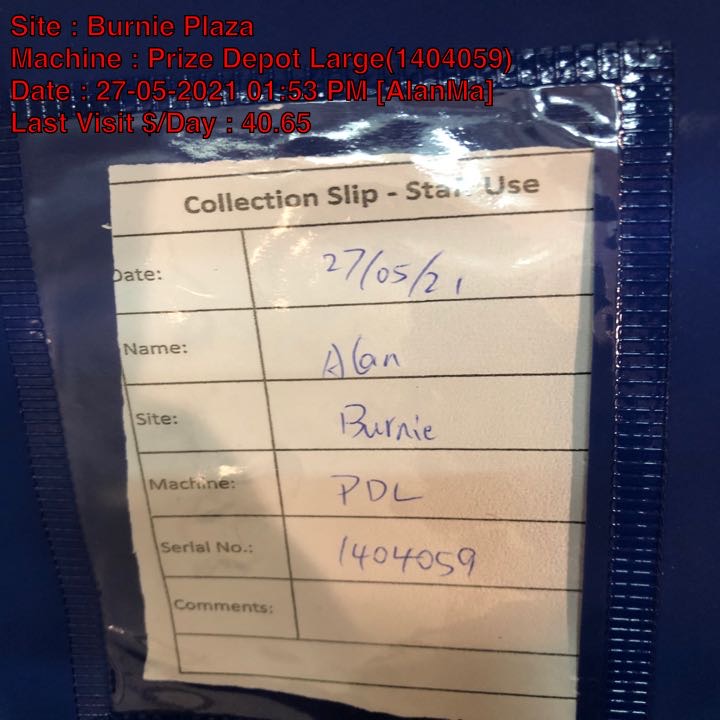 Site : Burnie Plaza
Machine : Prize Depot Large(1404059)
Date : 27-05-2021 01:53 PM [AlanMa]
Last Visit $/Day : 40.65
Collection Slip - Staff Use
Date: 27/05/21
Name: Alan
Site: Burnie
Machine: PDL
Serial No.: 1404059
Comments: